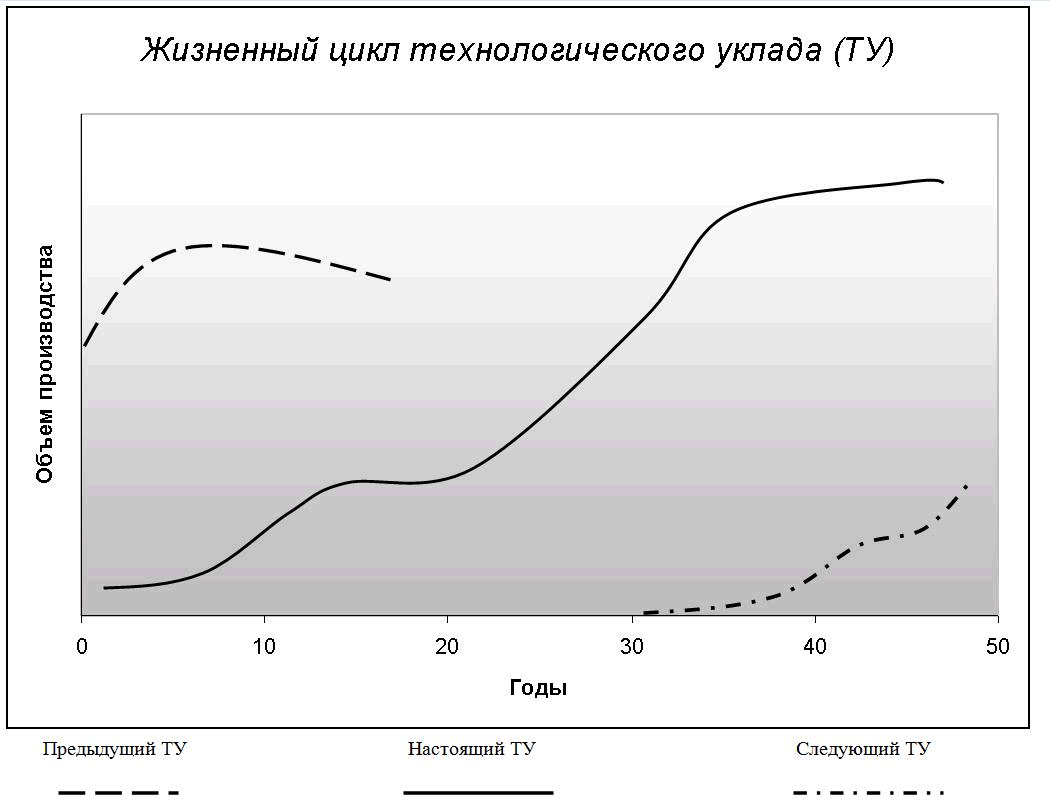 Жизненный цикл технологического уклада (ТУ)
Объем производства
0 10 20 30 40 50
Годы
Предыдущий ТУ Настоящий ТУ Следующий ТУ